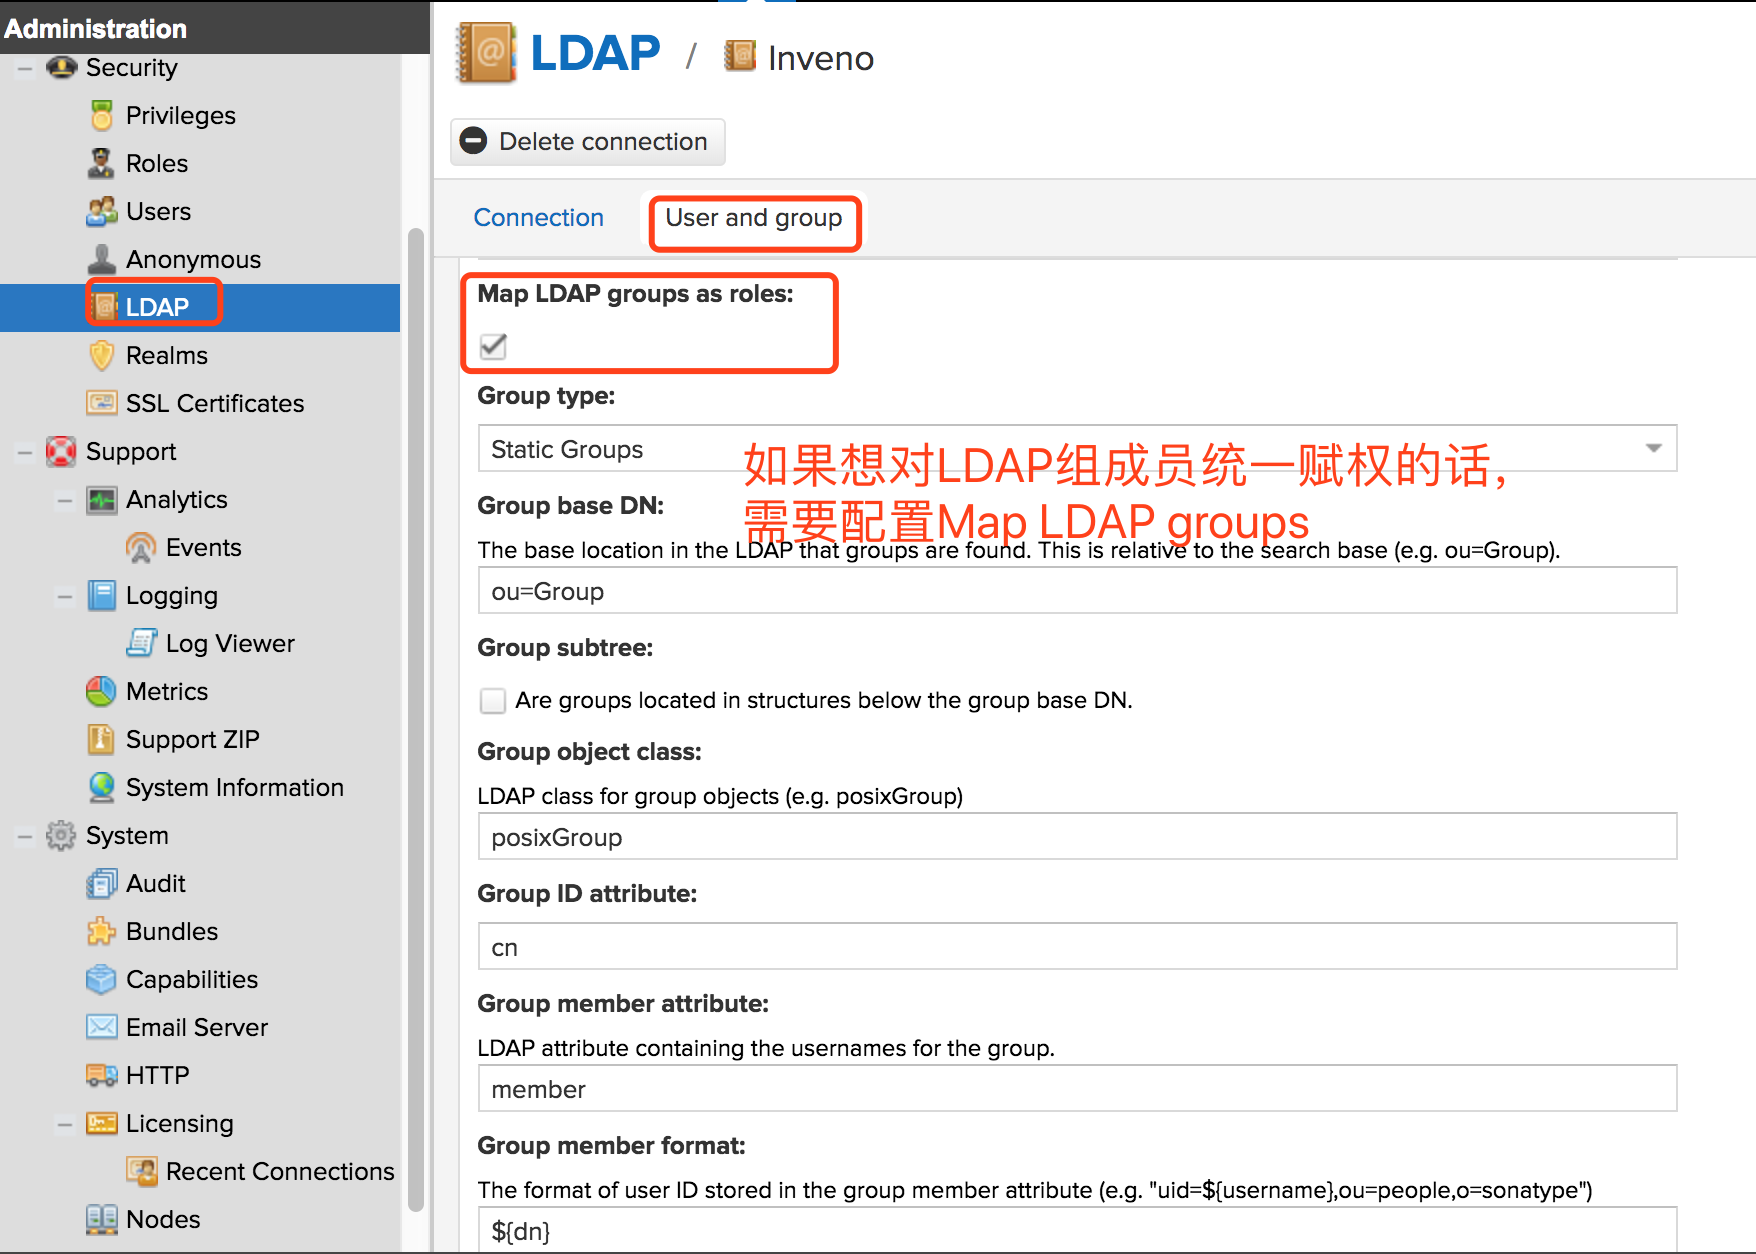 Administration
Security
Privileges
Roles
Users
Anonymous
LDAP
Realms
SSL Certificates
Support
Analytics
Events
Logging
Log Viewer
Metrics
Support ZIP
System Information
System
Audit
Bundles
Capabilities
Email Server
HTTP
Licensing
Recent Connections
Nodes
LDAP / Inveno
Delete connection
Connection User and group
Map LDAP groups as roles:
Group type:
Static Groups
如果想对LDAP组成员统一赋权的话,
需要配置Map LDAP groups
Group base DN:
The base location in the LDAP that groups are found. This is relative to the search base (e.g. ou=Group).
ou=Group
Group subtree:
Are groups located in structures below the group base DN.
Group object class:
LDAP class for group objects (e.g. posixGroup)
posixGroup
Group ID attribute:
cn
Group member attribute:
LDAP attribute containing the usernames for the group.
member
Group member format:
The format of user ID stored in the group member attribute (e.g. "uid=${username},ou=people,o=sonatype")
${dn}